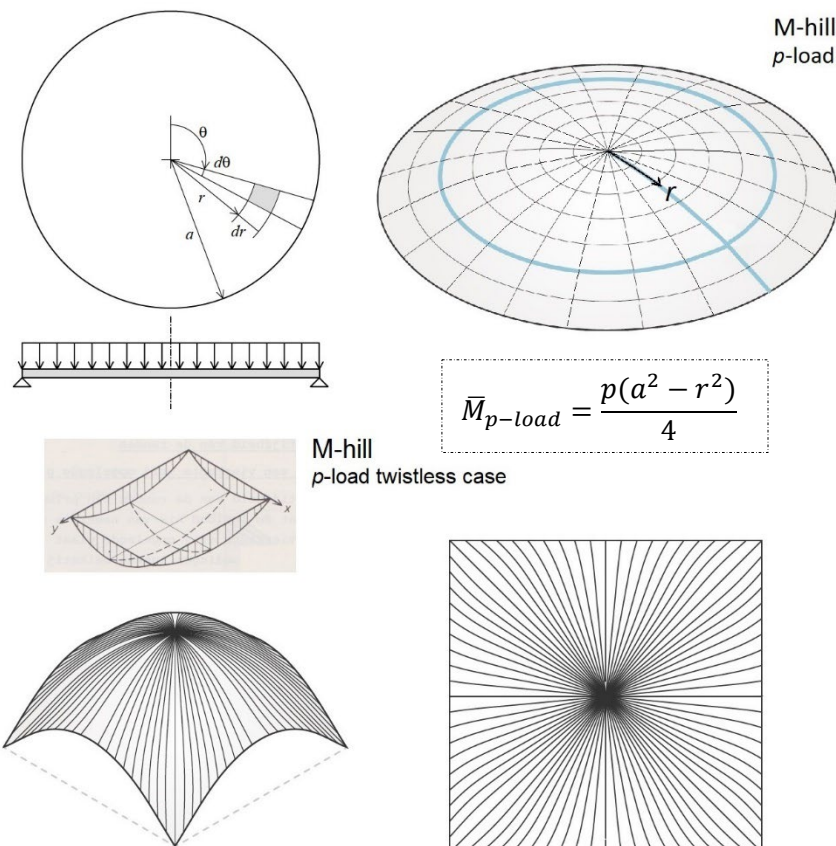 M-hill
p-load
θ
dθ
r
dr
a
r
M̄_{p-load} = p(a² − r²) / 4
M-hill
p-load twistless case
y
x